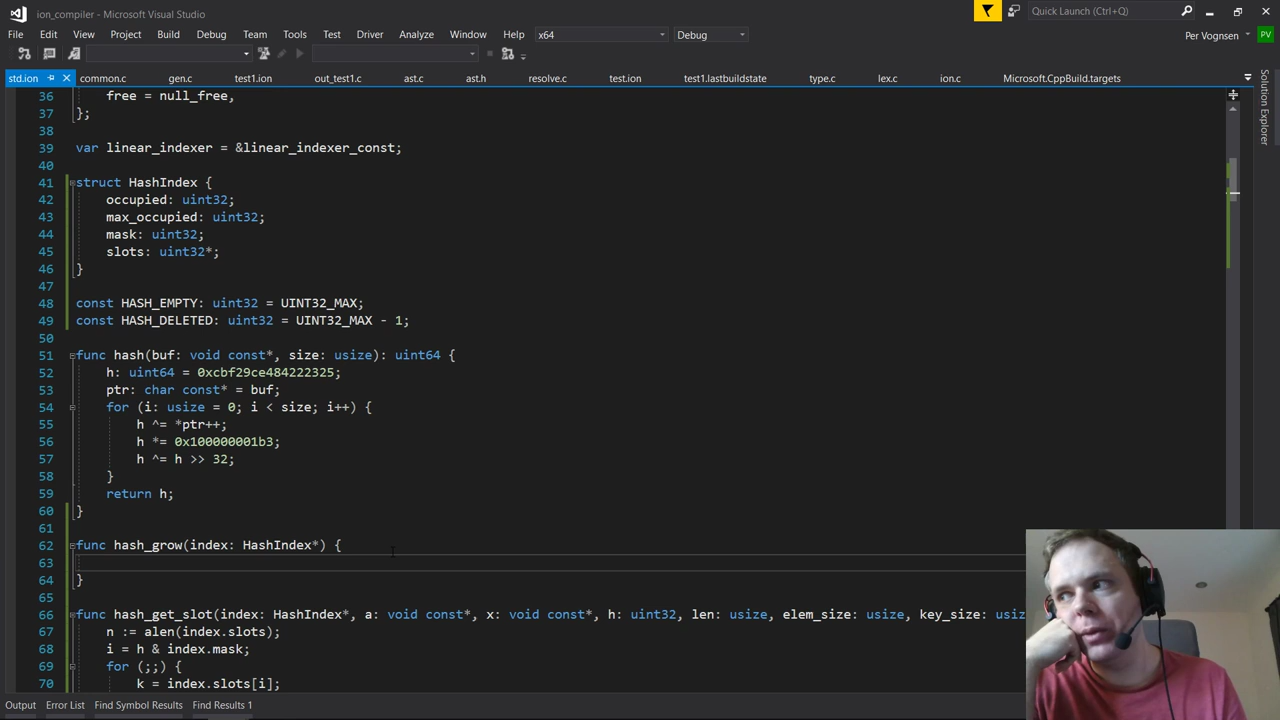 ion_compiler - Microsoft Visual Studio
Quick Launch (Ctrl+Q)
File Edit View Project Build Debug Team Tools Test Driver Analyze Window Help x64 Debug Per Vognsen PV
std.ion common.c gen.c test1.ion out_test1.c ast.c ast.h resolve.c test.ion test1.lastbuildstate type.c lex.c ion.c Microsoft.CppBuild.targets
36 free = null_free,
37 };
38
39 var linear_indexer = &linear_indexer_const;
40
41 struct HashIndex {
42 occupied: uint32;
43 max_occupied: uint32;
44 mask: uint32;
45 slots: uint32*;
46 }
47
48 const HASH_EMPTY: uint32 = UINT32_MAX;
49 const HASH_DELETED: uint32 = UINT32_MAX - 1;
50
51 func hash(buf: void const*, size: usize): uint64 {
52 h: uint64 = 0xcbf29ce484222325;
53 ptr: char const* = buf;
54 for (i: usize = 0; i < size; i++) {
55 h ^= *ptr++;
56 h *= 0x100000001b3;
57 h ^= h >> 32;
58 }
59 return h;
60 }
61
62 func hash_grow(index: HashIndex*) {
63
64 }
65
66 func hash_get_slot(index: HashIndex*, a: void const*, x: void const*, h: uint32, len: usize, elem_size: usize, key_size: usiz
67 n := alen(index.slots);
68 i = h & index.mask;
69 for (;;) {
70 k = index.slots[i];
Output Error List Find Symbol Results Find Results 1
Solution Explorer